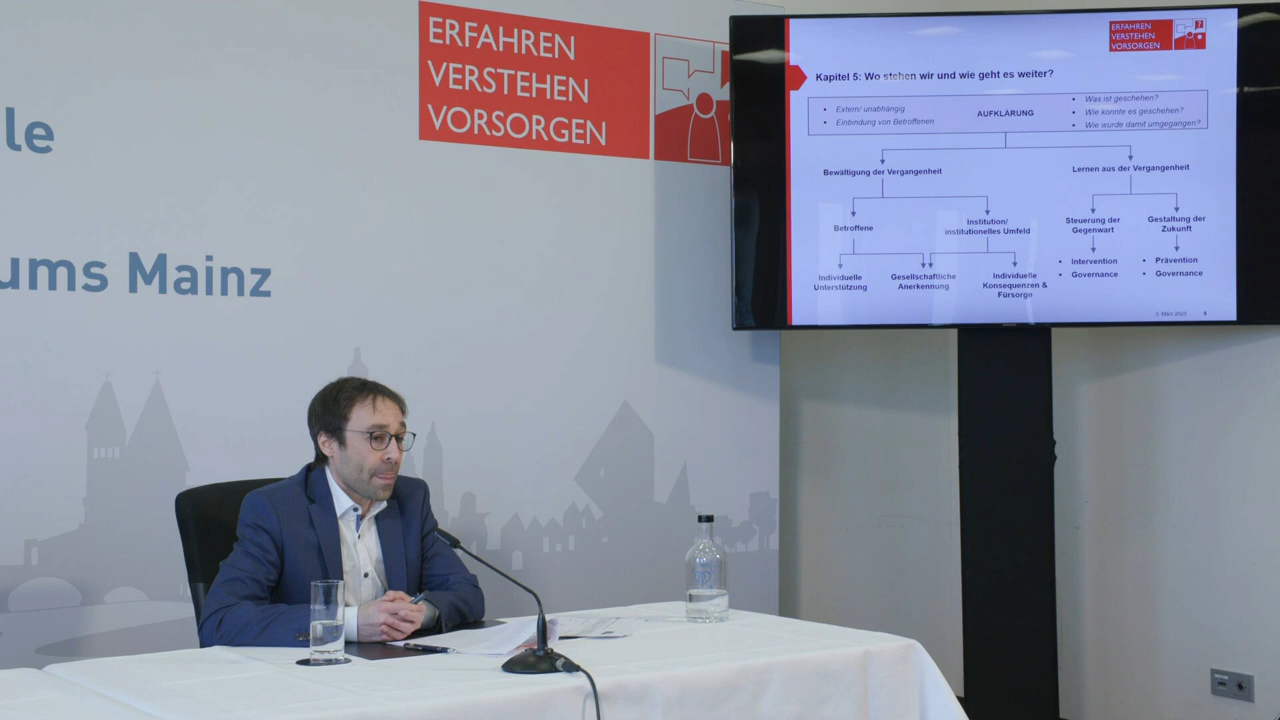 le
ums Mainz
ERFAHREN
VERSTEHEN
VORSORGEN
ERFAHREN
VERSTEHEN
VORSORGEN
?
Kapitel 5: Wo stehen wir und wie geht es weiter?
• Extern/ unabhängig
• Einbindung von Betroffenen
AUFKLÄRUNG
• Was ist geschehen?
• Wie konnte es geschehen?
• Wie wurde damit umgegangen?
Bewältigung der Vergangenheit
Lernen aus der Vergangenheit
Betroffene
Institution/
institutionelles Umfeld
Steuerung der
Gegenwart
Gestaltung der
Zukunft
Individuelle
Unterstützung
Gesellschaftliche
Anerkennung
Individuelle
Konsequenzen &
Fürsorge
• Intervention
• Governance
• Prävention
• Governance
3. März 2023